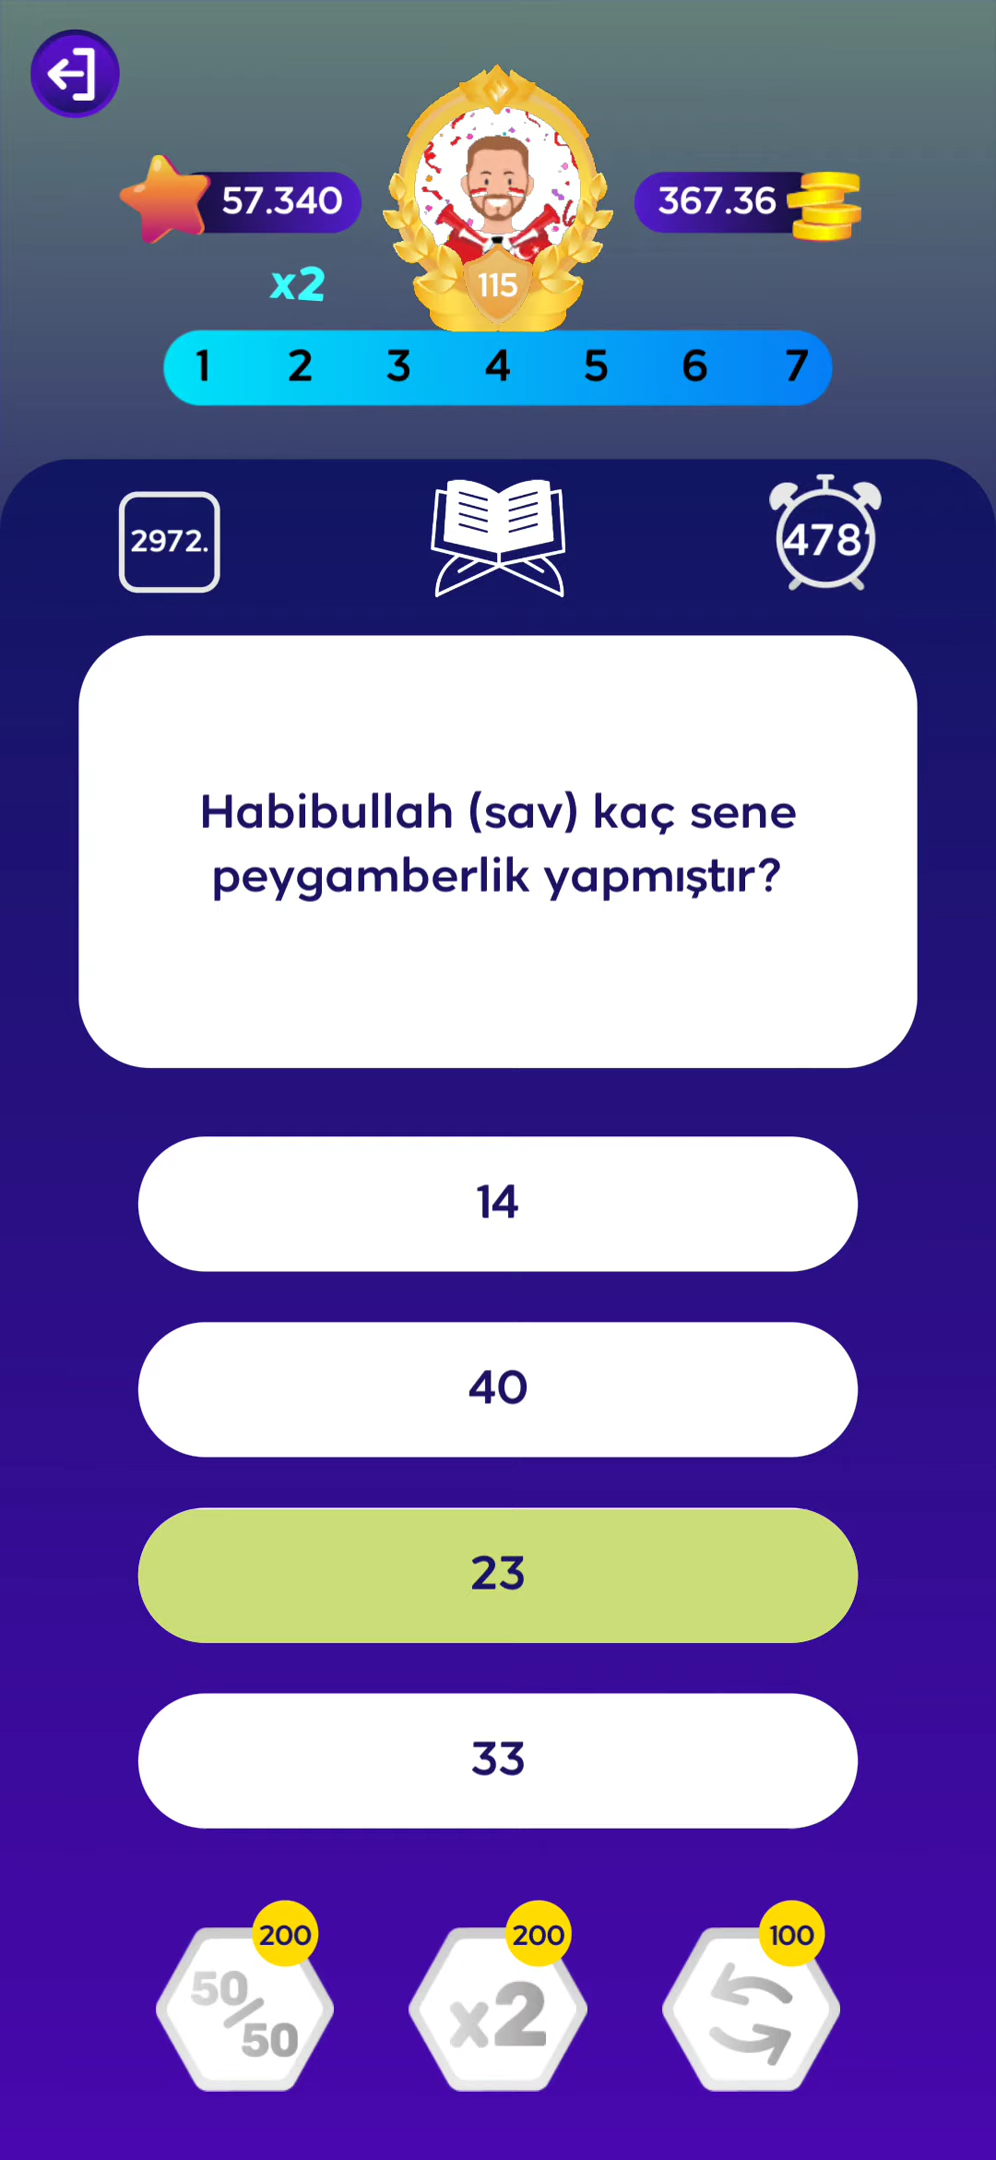 57.340
367.36
x2
115
1 2 3 4 5 6 7
2972.
478
Habibullah (sav) kaç sene
peygamberlik yapmıştır?
14
40
23
33
200
50/50
200
x2
100